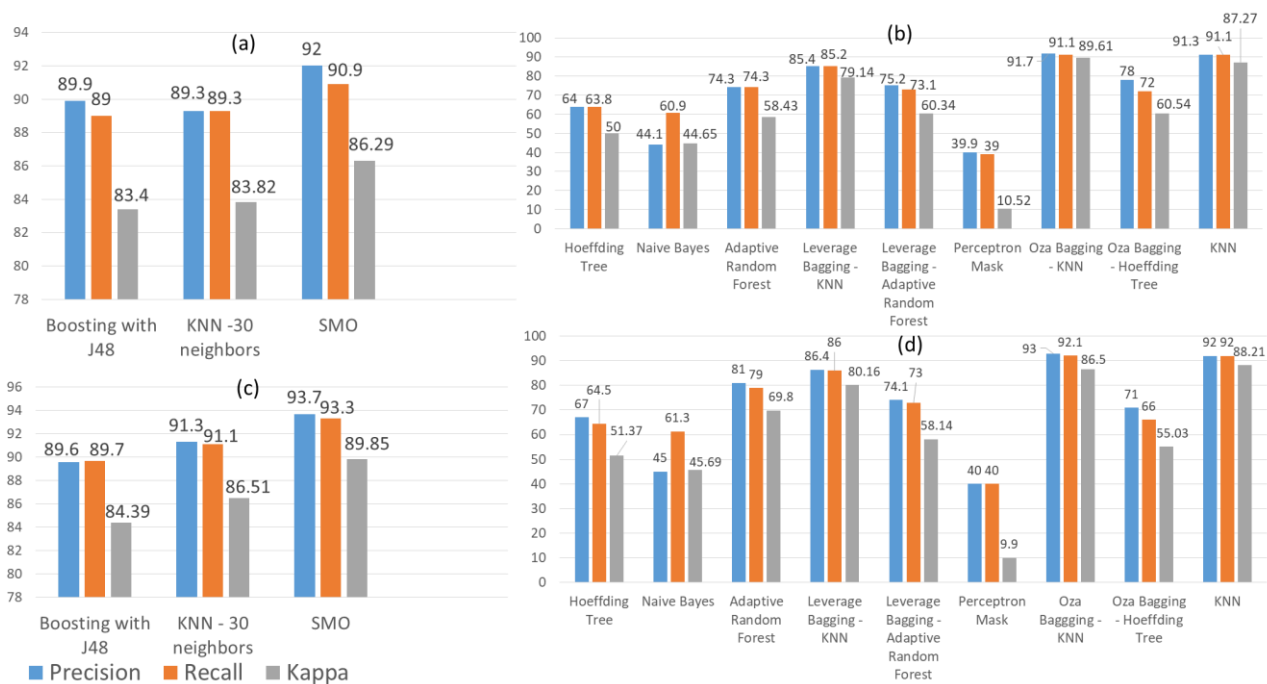 (a)
94
92
90
88
86
84
82
80
78
89.9
89
83.4
89.3
89.3
83.82
92
90.9
86.29
Boosting with
J48
KNN -30
neighbors
SMO
(b)
100
90
80
70
60
50
40
30
20
10
0
64
63.8
50
44.1
60.9
44.65
74.3
74.3
58.43
85.4
85.2
79.14
75.2
73.1
60.34
39.9
39
10.52
91.7
91.1
89.61
78
72
60.54
91.3
91.1
87.27
Hoeffding
Tree
Naive Bayes
Adaptive
Random
Forest
Leverage
Bagging -
KNN
Leverage
Bagging -
Adaptive
Random
Forest
Perceptron
Mask
Oza Bagging
- KNN
Oza Bagging
- Hoeffding
Tree
KNN
(c)
96
94
92
90
88
86
84
82
80
78
89.6
89.7
84.39
91.3
91.1
86.51
93.7
93.3
89.85
Boosting with
J48
KNN - 30
neighbors
SMO
Precision
Recall
Kappa
(d)
100
90
80
70
60
50
40
30
20
10
0
67
64.5
51.37
45
61.3
45.69
81
79
69.8
86.4
86
80.16
74.1
73
58.14
40
40
9.9
93
92.1
86.5
71
66
55.03
92
92
88.21
Hoeffding
Tree
Naive Bayes
Adaptive
Random
Forest
Leverage
Bagging -
KNN
Leverage
Bagging -
Adaptive
Random
Forest
Perceptron
Mask
Oza
Baggging -
KNN
Oza Bagging
- Hoeffding
Tree
KNN